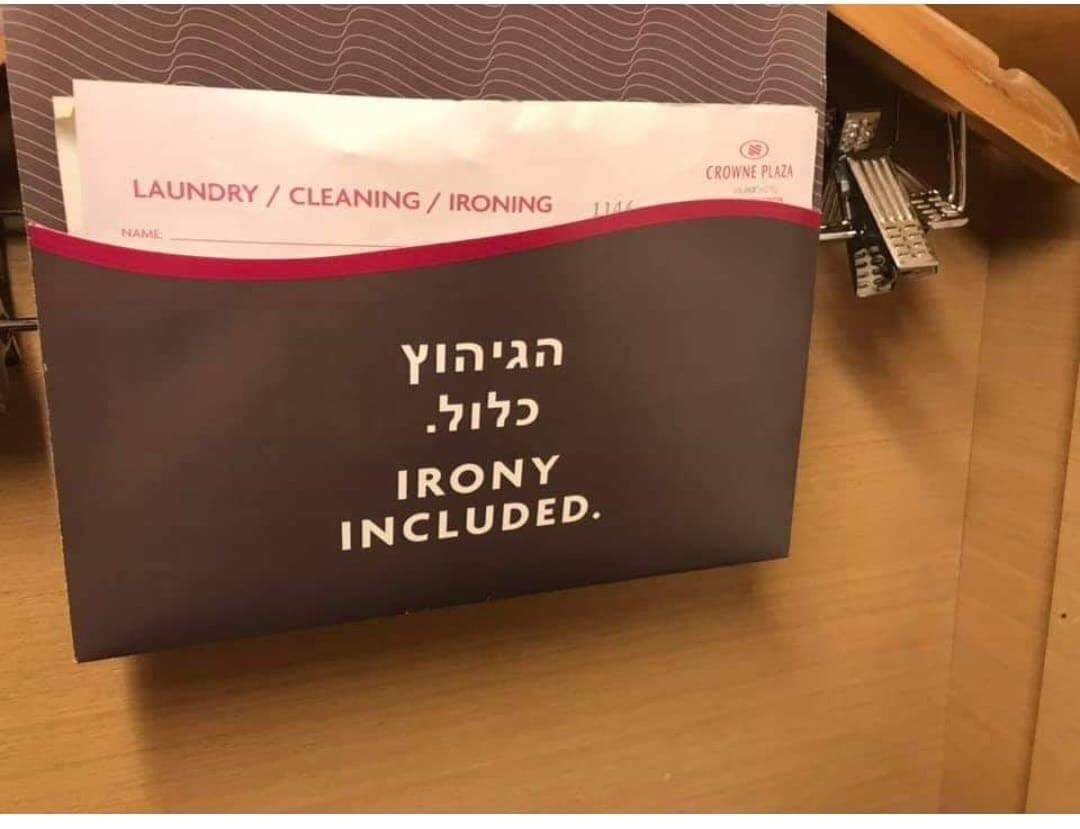 CROWNE PLAZA
LAUNDRY / CLEANING / IRONING
NAME:
הגיהוץ
כלול.
IRONY
INCLUDED.